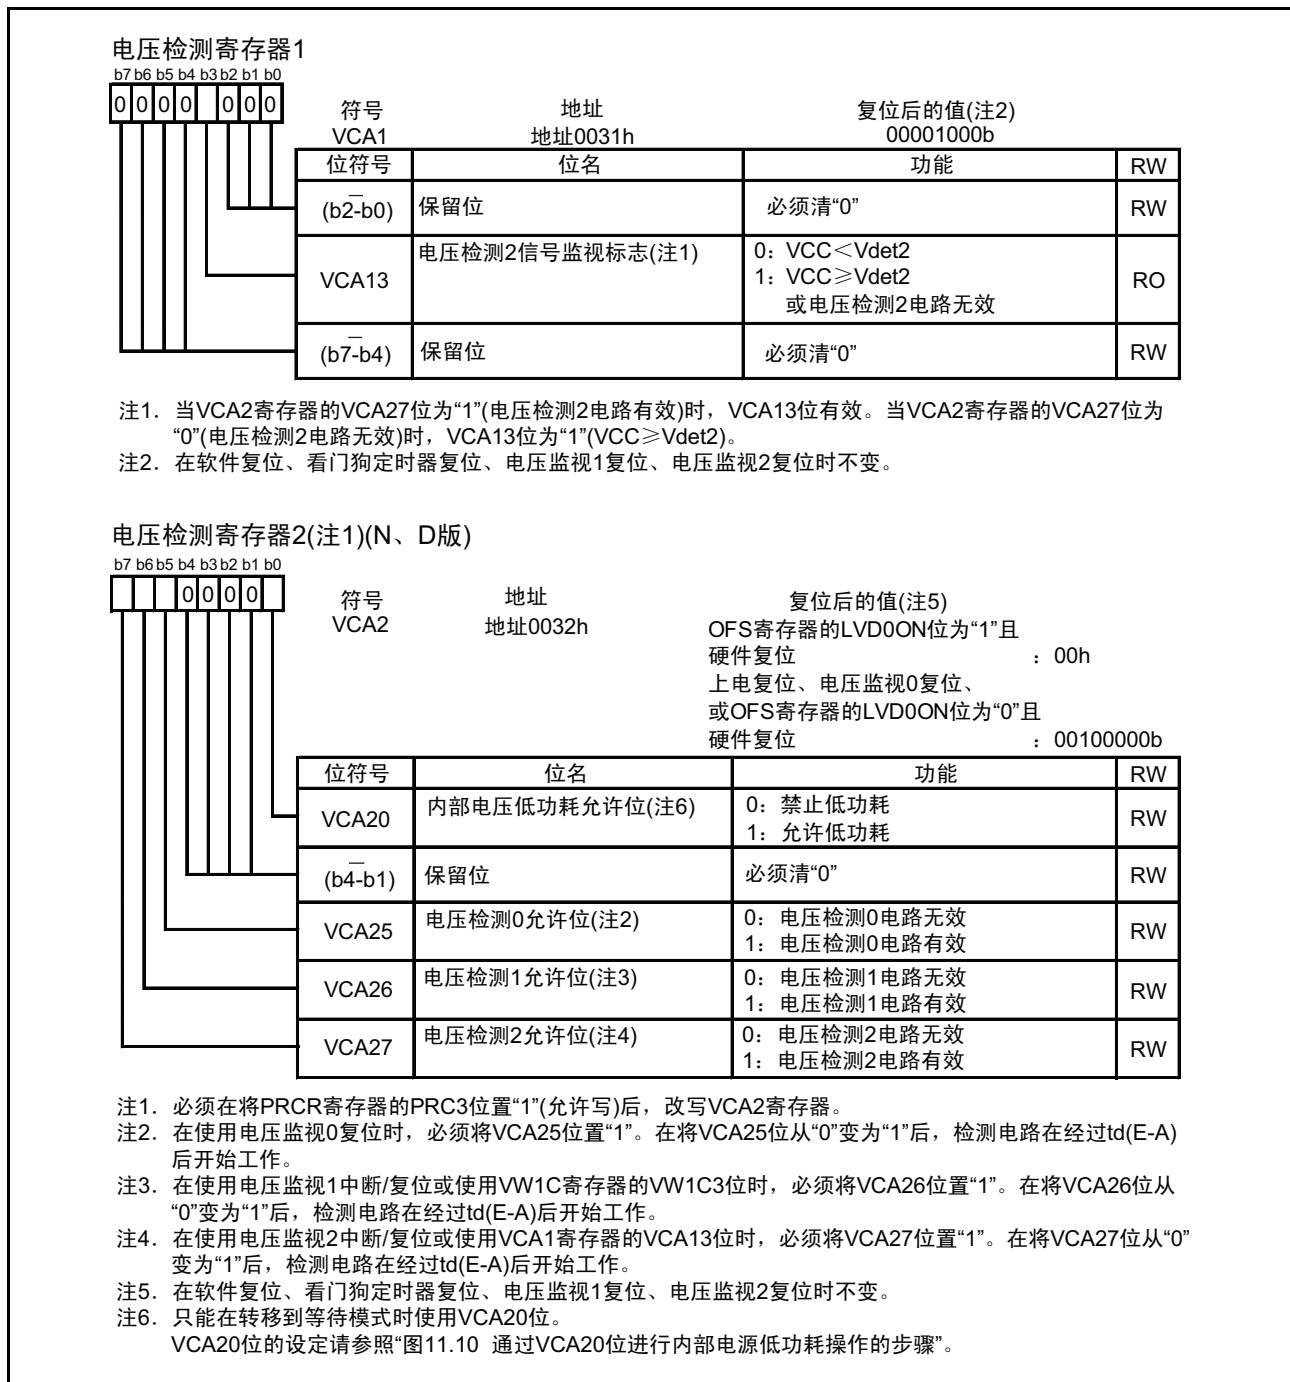 电压检测寄存器1
b7 b6 b5 b4 b3 b2 b1 b0
0 0 0 0 0 0 0
符号 地址 复位后的值(注2)
VCA1 地址0031h 00001000b
位符号 位名 功能 RW
—
(b2-b0) 保留位 必须清“0” RW
电压检测2信号监视标志(注1) 0：VCC＜Vdet2
VCA13 1：VCC≥Vdet2 RO
或电压检测2电路无效
—
(b7-b4) 保留位 必须清“0” RW
注1．当VCA2寄存器的VCA27位为“1”(电压检测2电路有效)时，VCA13位有效。当VCA2寄存器的VCA27位为
“0”(电压检测2电路无效)时，VCA13位为“1”(VCC≥Vdet2)。
注2．在软件复位、看门狗定时器复位、电压监视1复位、电压监视2复位时不变。
电压检测寄存器2(注1)(N、D版)
b7 b6 b5 b4 b3 b2 b1 b0
0 0 0 0
符号 地址 复位后的值(注5)
VCA2 地址0032h OFS寄存器的LVD0ON位为“1”且
硬件复位 ：00h
上电复位、电压监视0复位、
或OFS寄存器的LVD0ON位为“0”且
硬件复位 ：00100000b
位符号 位名 功能 RW
VCA20 内部电压低功耗允许位(注6) 0：禁止低功耗 RW
1：允许低功耗
—
(b4-b1) 保留位 必须清“0” RW
VCA25 电压检测0允许位(注2) 0：电压检测0电路无效 RW
1：电压检测0电路有效
VCA26 电压检测1允许位(注3) 0：电压检测1电路无效 RW
1：电压检测1电路有效
VCA27 电压检测2允许位(注4) 0：电压检测2电路无效 RW
1：电压检测2电路有效
注1．必须在将PRCR寄存器的PRC3位置“1”(允许写)后，改写VCA2寄存器。
注2．在使用电压监视0复位时，必须将VCA25位置“1”。在将VCA25位从“0”变为“1”后，检测电路在经过td(E-A)
后开始工作。
注3．在使用电压监视1中断/复位或使用VW1C寄存器的VW1C3位时，必须将VCA26位置“1”。在将VCA26位从
“0”变为“1”后，检测电路在经过td(E-A)后开始工作。
注4．在使用电压监视2中断/复位或使用VCA1寄存器的VCA13位时，必须将VCA27位置“1”。在将VCA27位从“0”
变为“1”后，检测电路在经过td(E-A)后开始工作。
注5．在软件复位、看门狗定时器复位、电压监视1复位、电压监视2复位时不变。
注6．只能在转移到等待模式时使用VCA20位。
VCA20位的设定请参照“图11.10 通过VCA20位进行内部电源低功耗操作的步骤”。